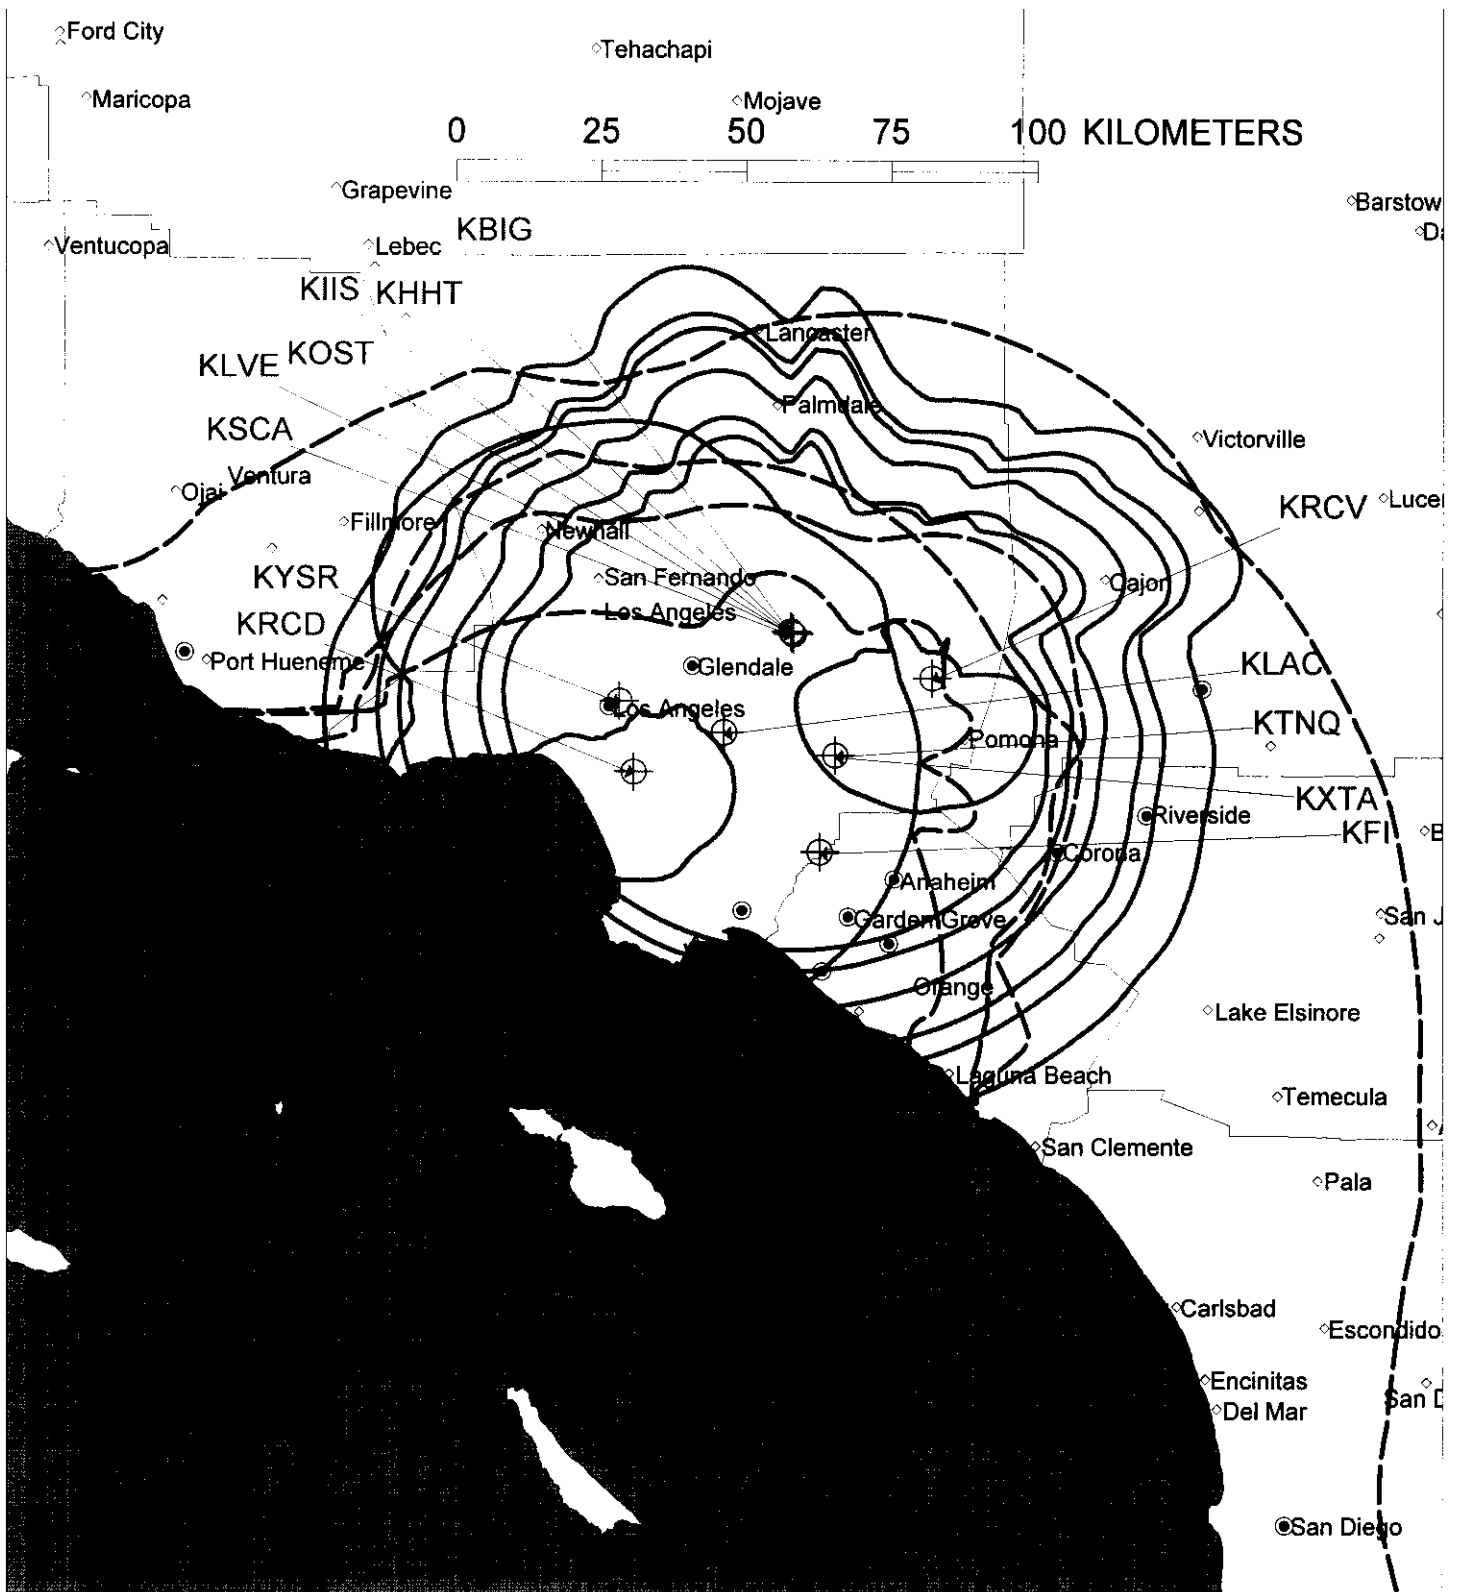 Ford City
Tehachapi
Maricopa
Mojave
0 25 50 75 100 KILOMETERS
Grapevine
Barstow
KBIG
Ventucopa
Lebec
KIIS KHHT
Lancaster
KLVE KOST
Palmdale
KSCA
Victorville
Ojai Ventura
Lucer
KRCV
Fillmore
Newhall
KYSR
San Fernando
Cajon
Los Angeles
KRCD
Port Hueneme
Glendale
KLAC
Los Angeles
KTNQ
Pomona
KXTA
Riverside
KFI
Corona
Anaheim
Garden Grove
San J
Orange
Lake Elsinore
Laguna Beach
Temecula
San Clemente
Pala
Carlsbad
Escondido
Encinitas
San D
Del Mar
San Diego